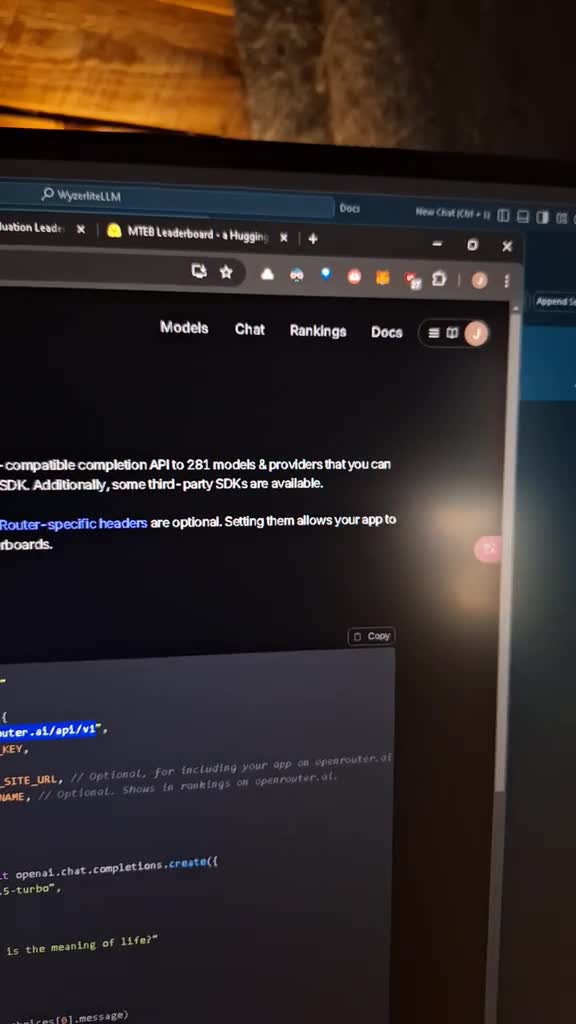 WyzerliteLLM
Docs
New Chat (Ctrl + I)
luation Leade
MTEB Leaderboard - a Hugging
Append Se
27
Models
Chat
Rankings
Docs
J
-compatible completion API to 281 models & providers that you can
SDK. Additionally, some third-party SDKs are available.
Router-specific headers are optional. Setting them allows your app to
rboards.
Copy
"
{
outer.ai/api/v1",
_KEY,
_SITE_URL, // Optional, for including your app on openrouter.ai
NAME, // Optional. Shows in rankings on openrouter.ai.
it openai.chat.completions.create({
.5-turbo",
is the meaning of life?"
choices[0].message)